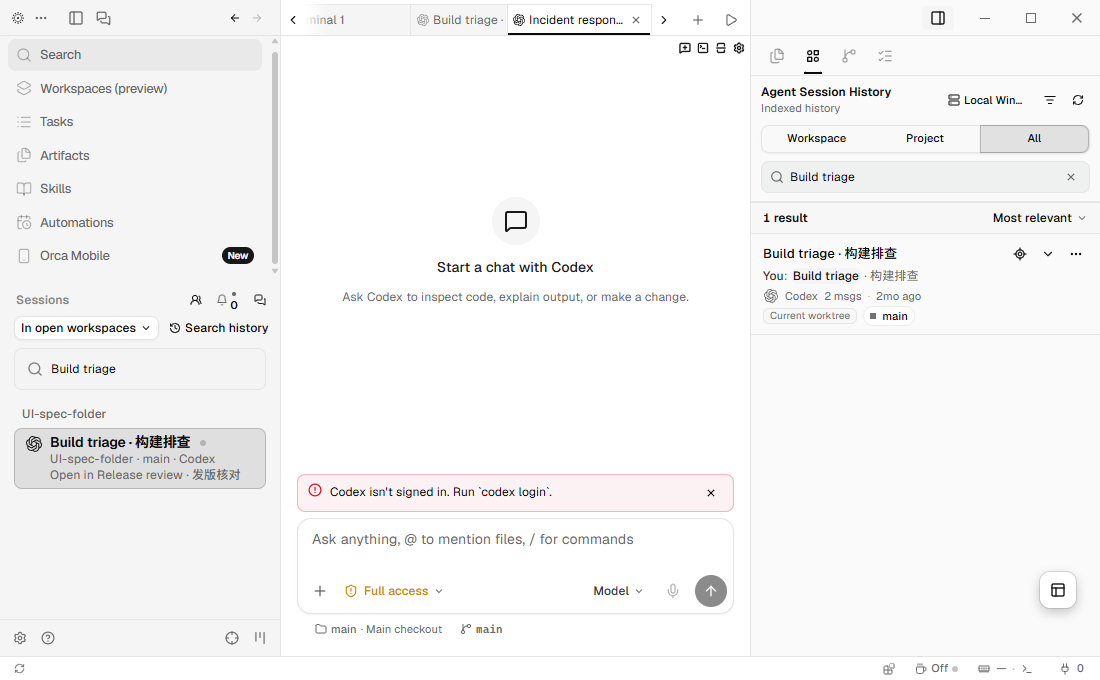 minal 1
Build triage ·
Incident respon...
Search
Workspaces (preview)
Tasks
Artifacts
Skills
Automations
Orca Mobile
New
Sessions
0
In open workspaces
Search history
Build triage
UI-spec-folder
Build triage · 构建排查
UI-spec-folder · main · Codex
Open in Release review · 发版核对
Start a chat with Codex
Ask Codex to inspect code, explain output, or make a change.
Codex isn't signed in. Run `codex login`.
Ask anything, @ to mention files, / for commands
Full access
Model
main · Main checkout
main
Agent Session History
Indexed history
Local Win...
Workspace
Project
All
Build triage
1 result
Most relevant
Build triage · 构建排查
You: Build triage · 构建排查
Codex 2 msgs · 2mo ago
Current worktree
main
Off
— ·
0